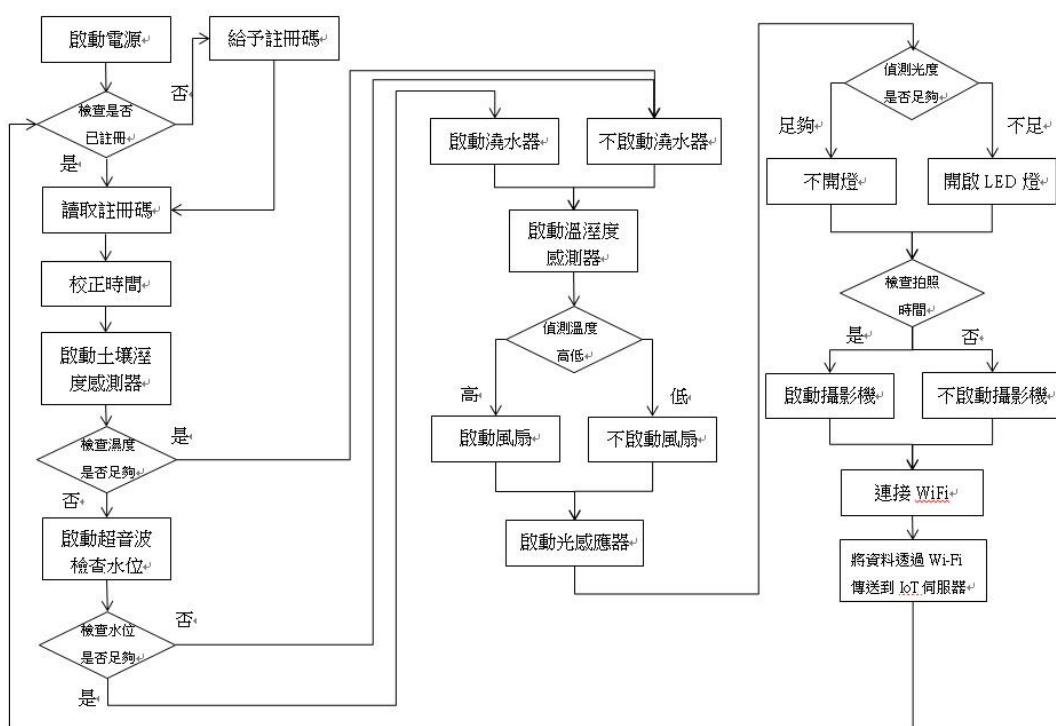 啟動電源
給予註冊碼
否
檢查是否
已註冊
是
讀取註冊碼
校正時間
啟動土壤溼
度感測器
檢查濕度
是否足夠
是
否
啟動超音波
檢查水位
檢查水位
是否足夠
否
是
啟動澆水器
不啟動澆水器
啟動溫溼度
感測器
偵測溫度
高低
高
低
啟動風扇
不啟動風扇
啟動光感應器
偵測光度
是否足夠
足夠
不足
不開燈
開啟 LED 燈
檢查拍照
時間
是
否
啟動攝影機
不啟動攝影機
連接 WiFi
將資料透過 Wi-Fi
傳送到 IoT 伺服器